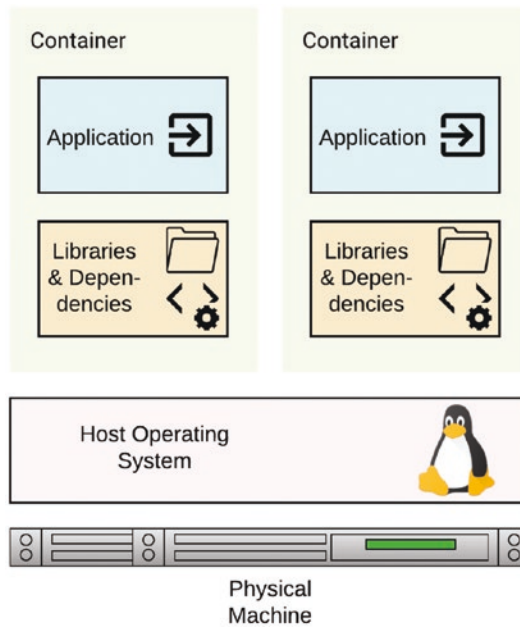 Container
Application
Libraries
& Depen-
dencies
Container
Application
Libraries
& Depen-
dencies
Host Operating
System
Physical
Machine